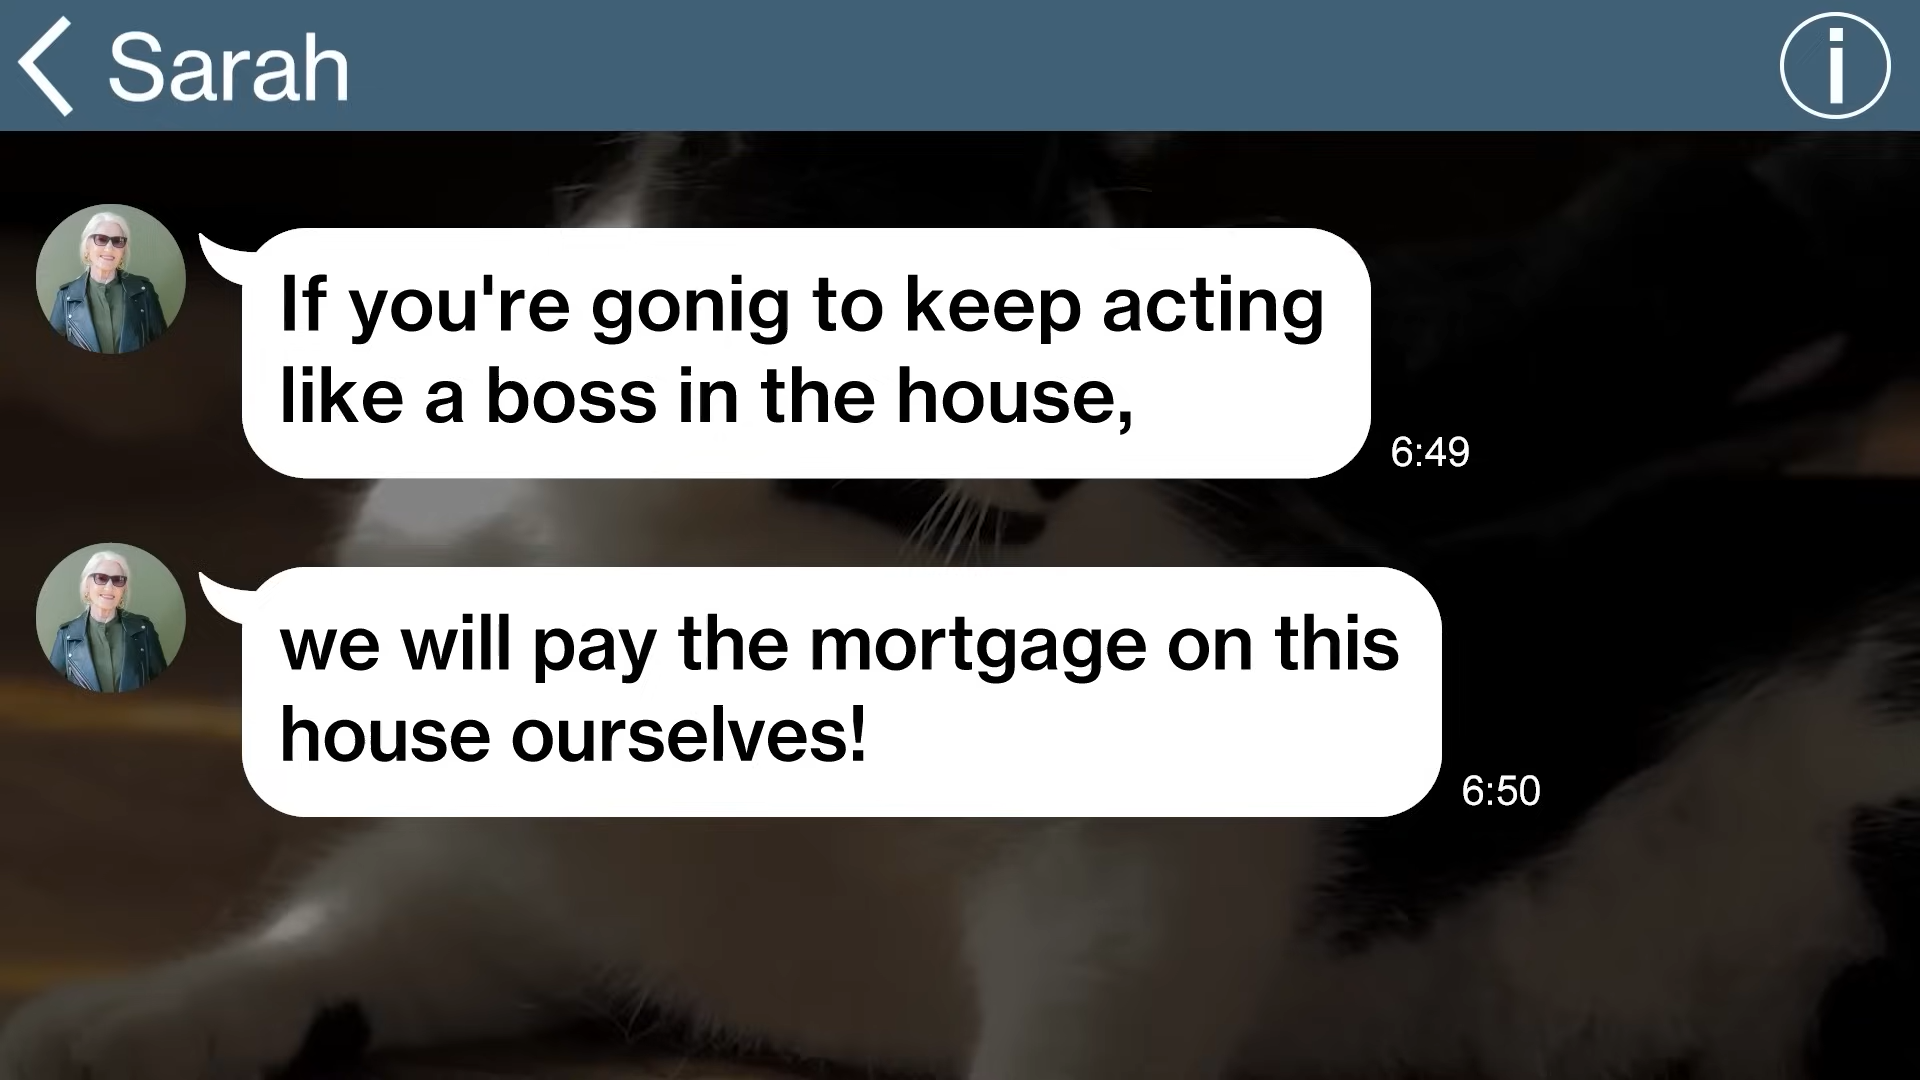 Sarah
If you're gonig to keep acting
like a boss in the house,
6:49
we will pay the mortgage on this
house ourselves!
6:50